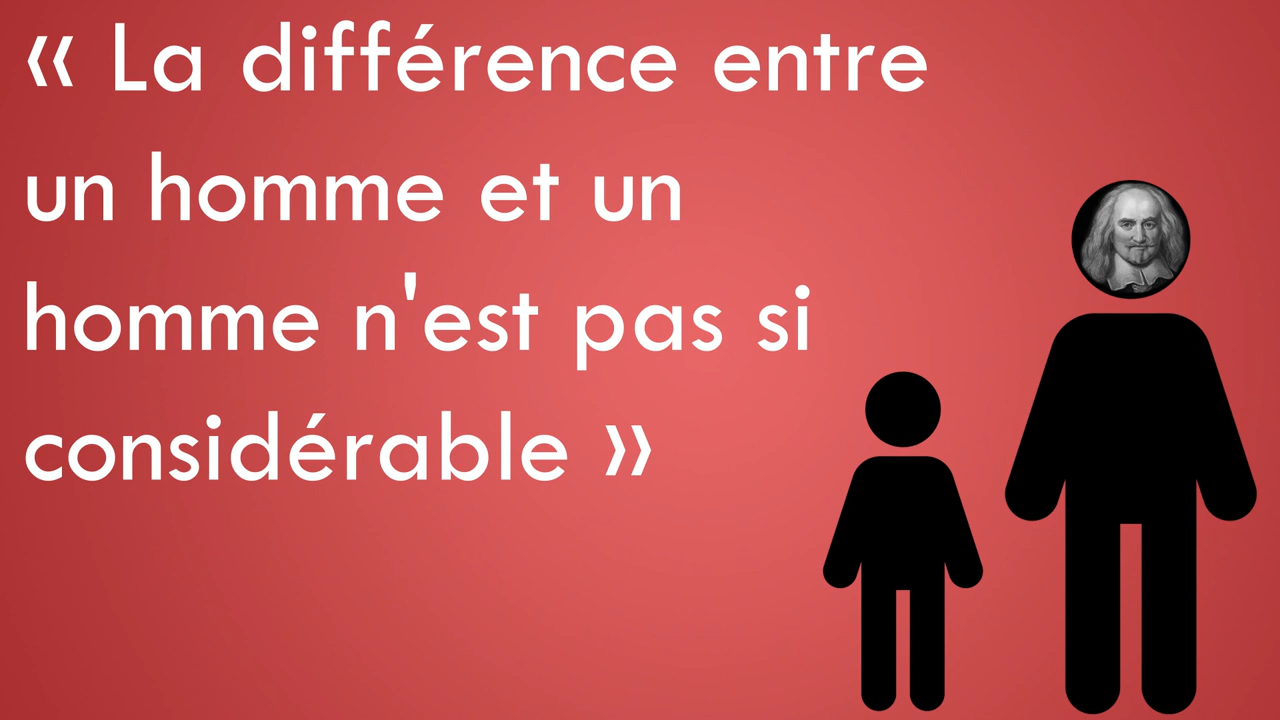 « La différence entre
un homme et un
homme n'est pas si
considérable »